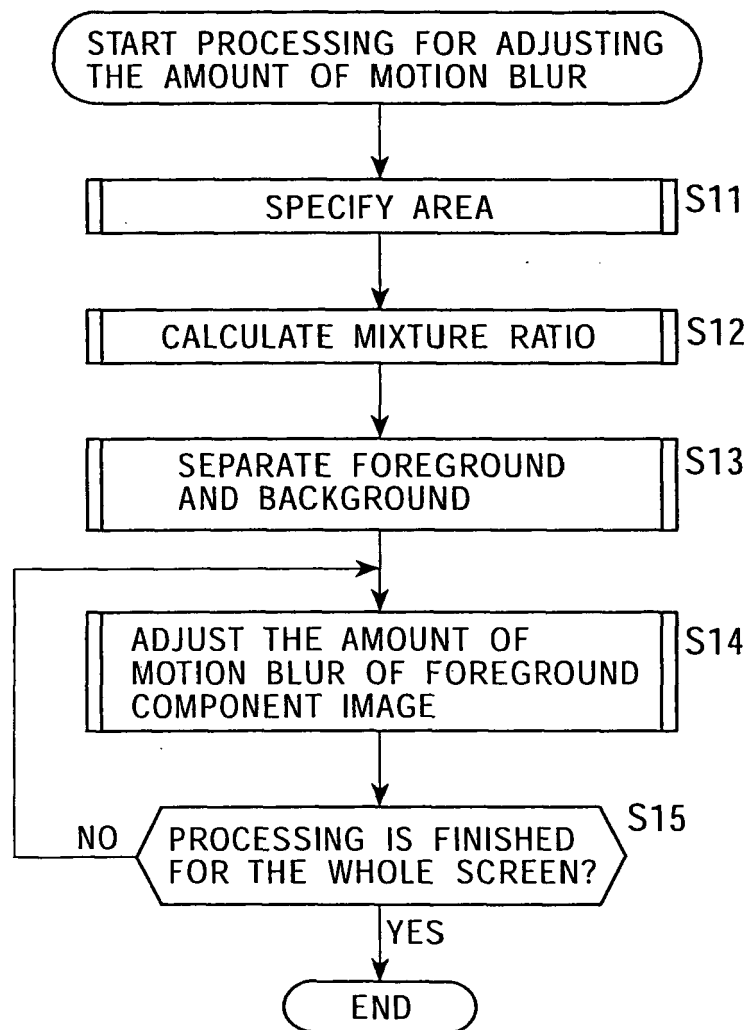 START PROCESSING FOR ADJUSTING
THE AMOUNT OF MOTION BLUR
SPECIFY AREA
S11
CALCULATE MIXTURE RATIO
S12
SEPARATE FOREGROUND
AND BACKGROUND
S13
ADJUST THE AMOUNT OF
MOTION BLUR OF FOREGROUND
COMPONENT IMAGE
S14
PROCESSING IS FINISHED
FOR THE WHOLE SCREEN?
S15
NO
YES
END